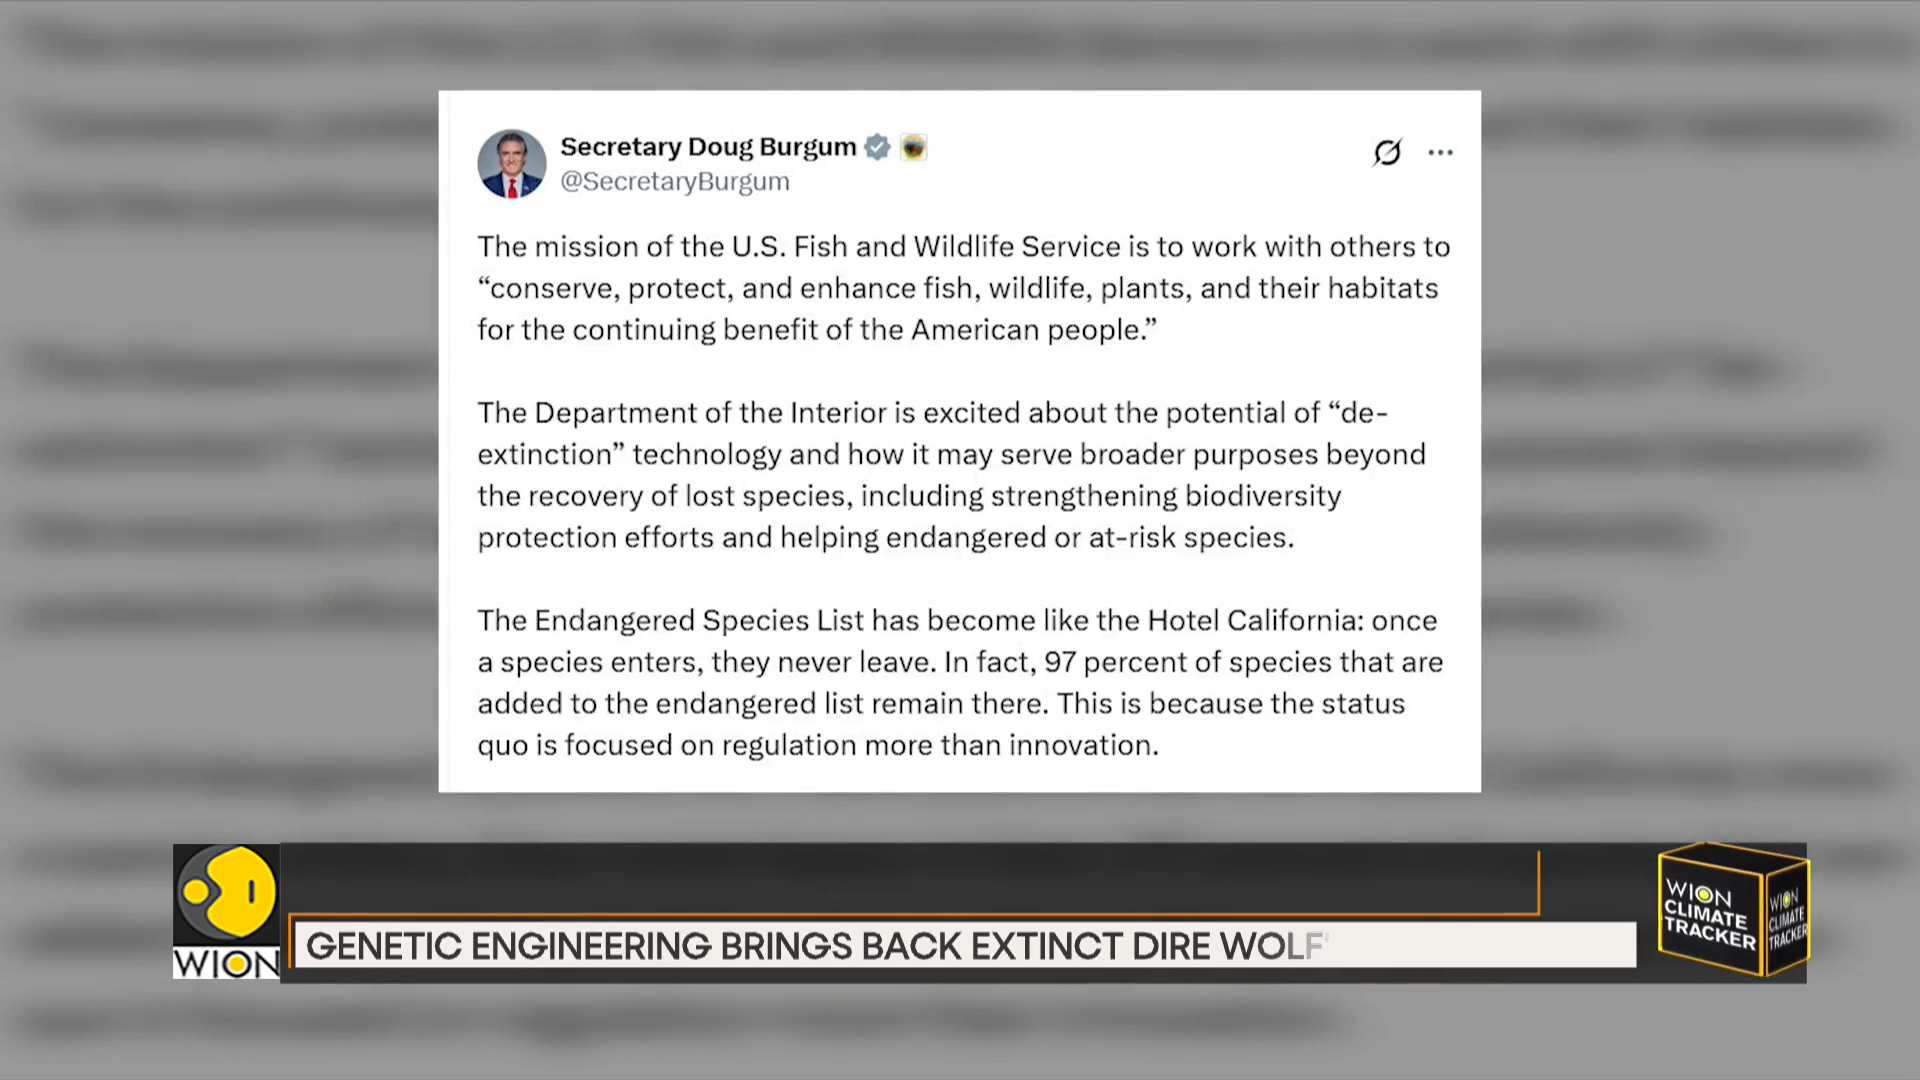 Secretary Doug Burgum
@SecretaryBurgum
The mission of the U.S. Fish and Wildlife Service is to work with others to
“conserve, protect, and enhance fish, wildlife, plants, and their habitats
for the continuing benefit of the American people.”
The Department of the Interior is excited about the potential of “de-
extinction” technology and how it may serve broader purposes beyond
the recovery of lost species, including strengthening biodiversity
protection efforts and helping endangered or at-risk species.
The Endangered Species List has become like the Hotel California: once
a species enters, they never leave. In fact, 97 percent of species that are
added to the endangered list remain there. This is because the status
quo is focused on regulation more than innovation.
WION
GENETIC ENGINEERING BRINGS BACK EXTINCT DIRE WOLF
WION
CLIMATE
TRACKER
WION
CLIMATE
TRACKER